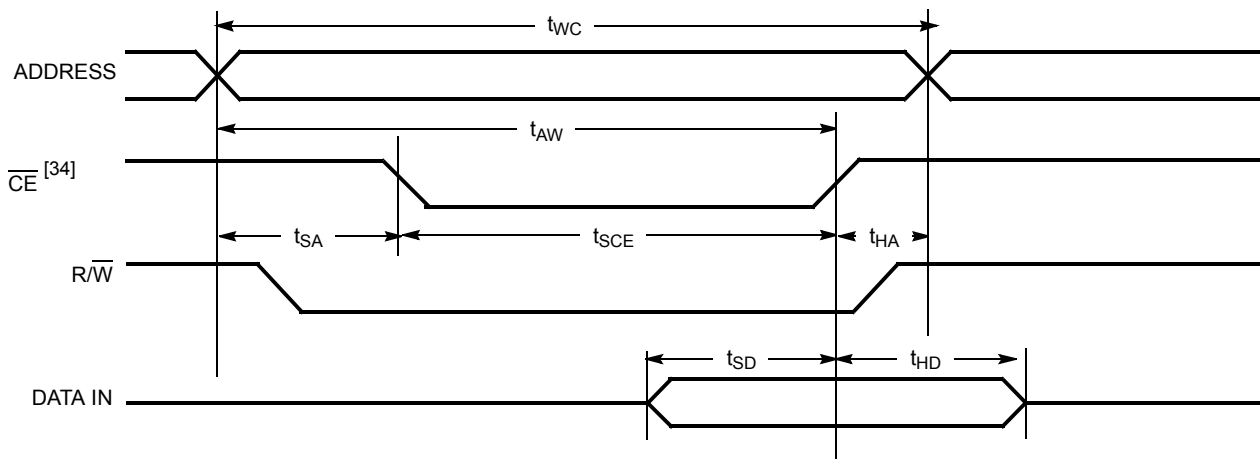 tWC
ADDRESS
tAW
CE [34]
tSA tSCE tHA
R/W
tSD tHD
DATA IN